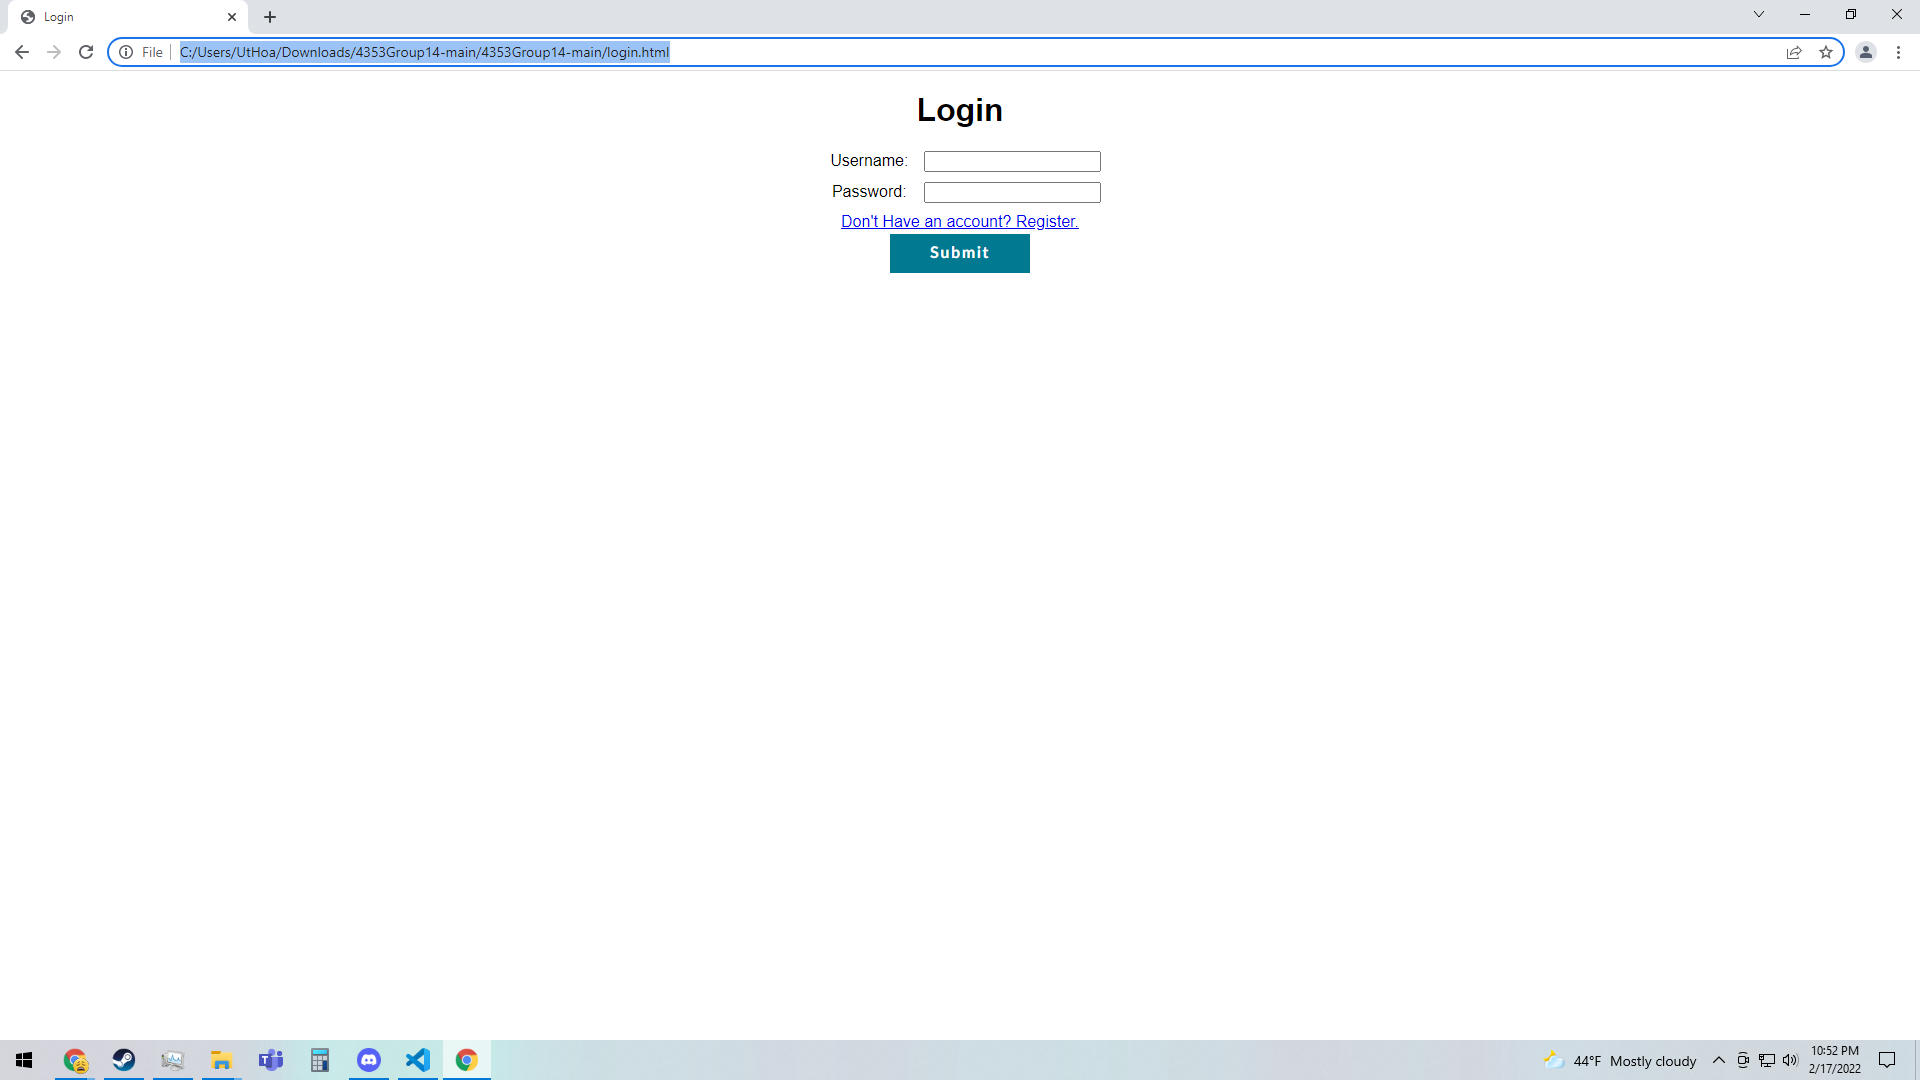 Login
File
C:/Users/UtHoa/Downloads/4353Group14-main/4353Group14-main/login.html
Login
Username:
Password:
Don't Have an account? Register.
Submit
44°F Mostly cloudy
10:52 PM
2/17/2022